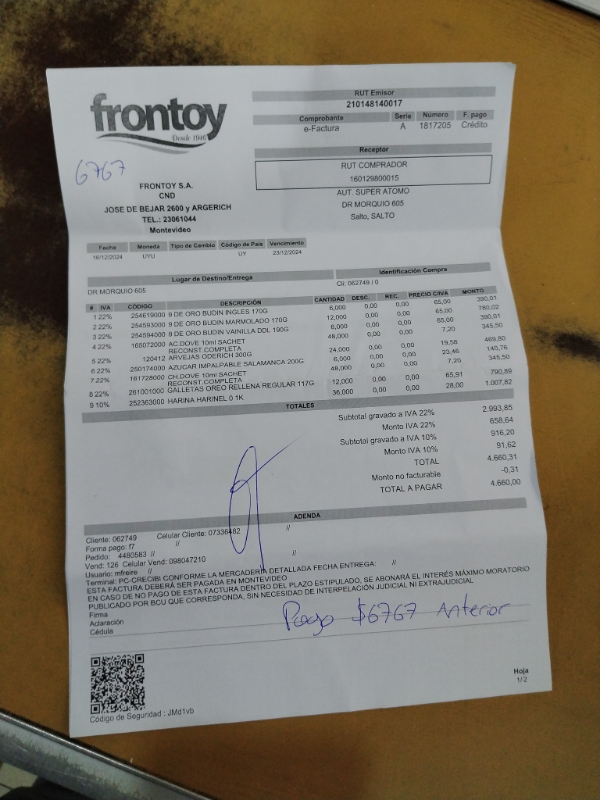 frontoy
Desde 1946
6767
FRONTOY S.A.
CND
JOSE DE BEJAR 2600 y ARGERICH
TEL.: 23061044
Montevideo
RUT Emisor
210148140017
Comprobante Serie Número F. pago
e-Factura A 1817205 Crédito
Receptor
RUT COMPRADOR
160129800015
AUT. SUPER ATOMO
DR MORQUIO 605
Salto, SALTO
Fecha Moneda Tipo de Cambio Código de País Vencimiento
16/12/2024 UYU UY 23/12/2024
Lugar de Destino/Entrega Identificación Compra
DR MORQUIO 605 CI: 062749 / 0
# IVA CÓDIGO DESCRIPCIÓN CANTIDAD DESC. REC. PRECIO C/IVA MONTO
1 22% 254619000 9 DE ORO BUDIN INGLES 170G 6,000 0,00 0,00 65,00 390,01
2 22% 254593000 9 DE ORO BUDIN MARMOLADO 170G 12,000 0,00 0,00 65,00 780,02
3 22% 254594000 9 DE ORO BUDIN VAINILLA DDL 190G 6,000 0,00 0,00 65,00 390,01
4 22% 165072000 AC.DOVE 10ml SACHET 48,000 0,00 0,00 7,20 345,50
RECONST.COMPLETA
5 22% 120412 ARVEJAS ODERICH 300G 24,000 0,00 0,00 19,58 469,80
6 22% 250174000 AZUCAR IMPALPABLE SALAMANCA 200G 6,000 0,00 0,00 23,46 140,76
7 22% 161728000 CH.DOVE 10ml SACHET 48,000 0,00 0,00 7,20 345,50
RECONST.COMPLETA
8 22% 261001000 GALLETAS OREO RELLENA REGULAR 117G 12,000 0,00 0,00 65,91 790,89
9 10% 252363000 HARINA HARINEL 0 1K 36,000 0,00 0,00 28,00 1.007,82
TOTALES
Subtotal gravado a IVA 22% 2.993,85
Monto IVA 22% 658,64
Subtotal gravado a IVA 10% 916,20
Monto IVA 10% 91,62
TOTAL 4.660,31
Monto no facturable -0,31
TOTAL A PAGAR 4.660,00
ADENDA
Cliente: 062749 Celular Cliente: 07336482 //
Forma pago: f7 //
Pedido: 4480583 //
Vend: 126 Celular Vend: 098047210 //
Usuario: mfreire //
Terminal: PC-CRECIBI CONFORME LA MERCADERIA DETALLADA FECHA ENTREGA: //
ESTA FACTURA DEBERÁ SER PAGADA EN MONTEVIDEO
EN CASO DE NO PAGO DE ESTA FACTURA DENTRO DEL PLAZO ESTIPULADO, SE ABONARÁ EL INTERÉS MÁXIMO MORATORIO
PUBLICADO POR BCU QUE CORRESPONDA, SIN NECESIDAD DE INTERPELACIÓN JUDICIAL NI EXTRAJUDICIAL
Firma
Aclaración
Cédula
Pago $6767 Anterior
Código de Seguridad : JMd1vb
Hoja
1/2